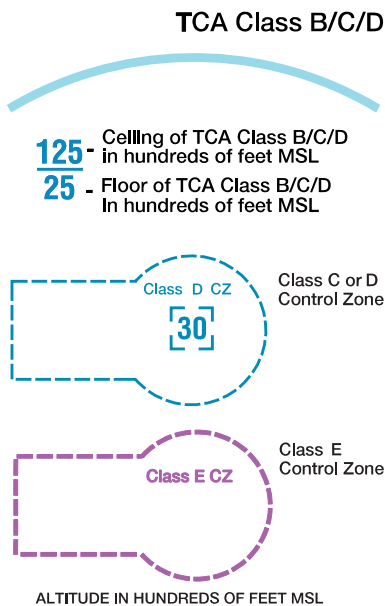 TCA Class B/C/D
125 - Ceiling of TCA Class B/C/D
in hundreds of feet MSL
25 - Floor of TCA Class B/C/D
In hundreds of feet MSL
Class D CZ
[30]
Class C or D
Control Zone
Class E CZ
Class E
Control Zone
ALTITUDE IN HUNDREDS OF FEET MSL